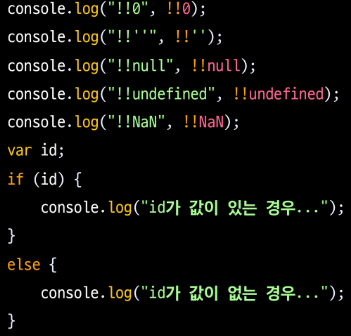 console.log("!!0", !!0);
console.log("!!''", !!'');
console.log("!!null", !!null);
console.log("!!undefined", !!undefined);
console.log("!!NaN", !!NaN);
var id;
if (id) {
    console.log("id가 값이 있는 경우...");
}
else {
    console.log("id가 값이 없는 경우...");
}